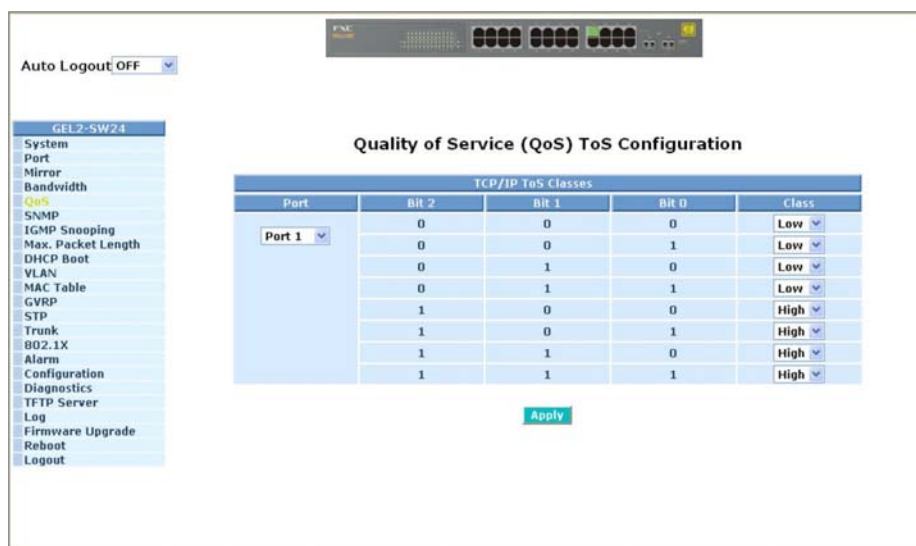 FXC
Auto Logout OFF
GEL2-SW24
System
Port
Mirror
Bandwidth
QoS
SNMP
IGMP Snooping
Max. Packet Length
DHCP Boot
VLAN
MAC Table
GVRP
STP
Trunk
802.1X
Alarm
Configuration
Diagnostics
TFTP Server
Log
Firmware Upgrade
Reboot
Logout
Quality of Service (QoS) ToS Configuration
TCP/IP ToS Classes
Port Bit 2 Bit 1 Bit 0 Class
Port 1 0 0 0 Low
0 0 1 Low
0 1 0 Low
0 1 1 Low
1 0 0 High
1 0 1 High
1 1 0 High
1 1 1 High
Apply